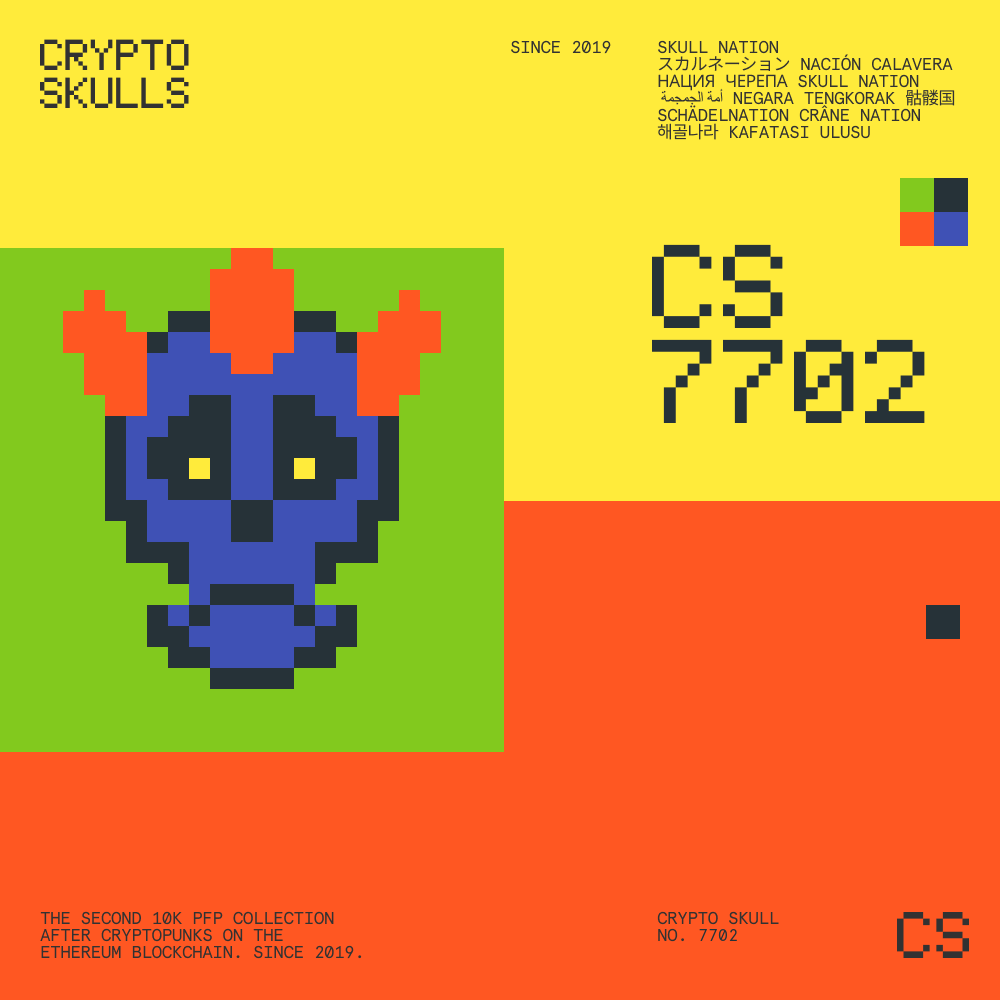 CRYPTO
SKULLS
SINCE 2019
SKULL NATION
スカルネーション NACIÓN CALAVERA
НАЦИЯ ЧЕРЕПА SKULL NATION
أمة الجمجمة NEGARA TENGKORAK 骷髅国
SCHÄDELNATION CRÂNE NATION
해골나라 KAFATASI ULUSU
CS
7702
THE SECOND 10K PFP COLLECTION
AFTER CRYPTOPUNKS ON THE
ETHEREUM BLOCKCHAIN. SINCE 2019.
CRYPTO SKULL
NO. 7702
CS